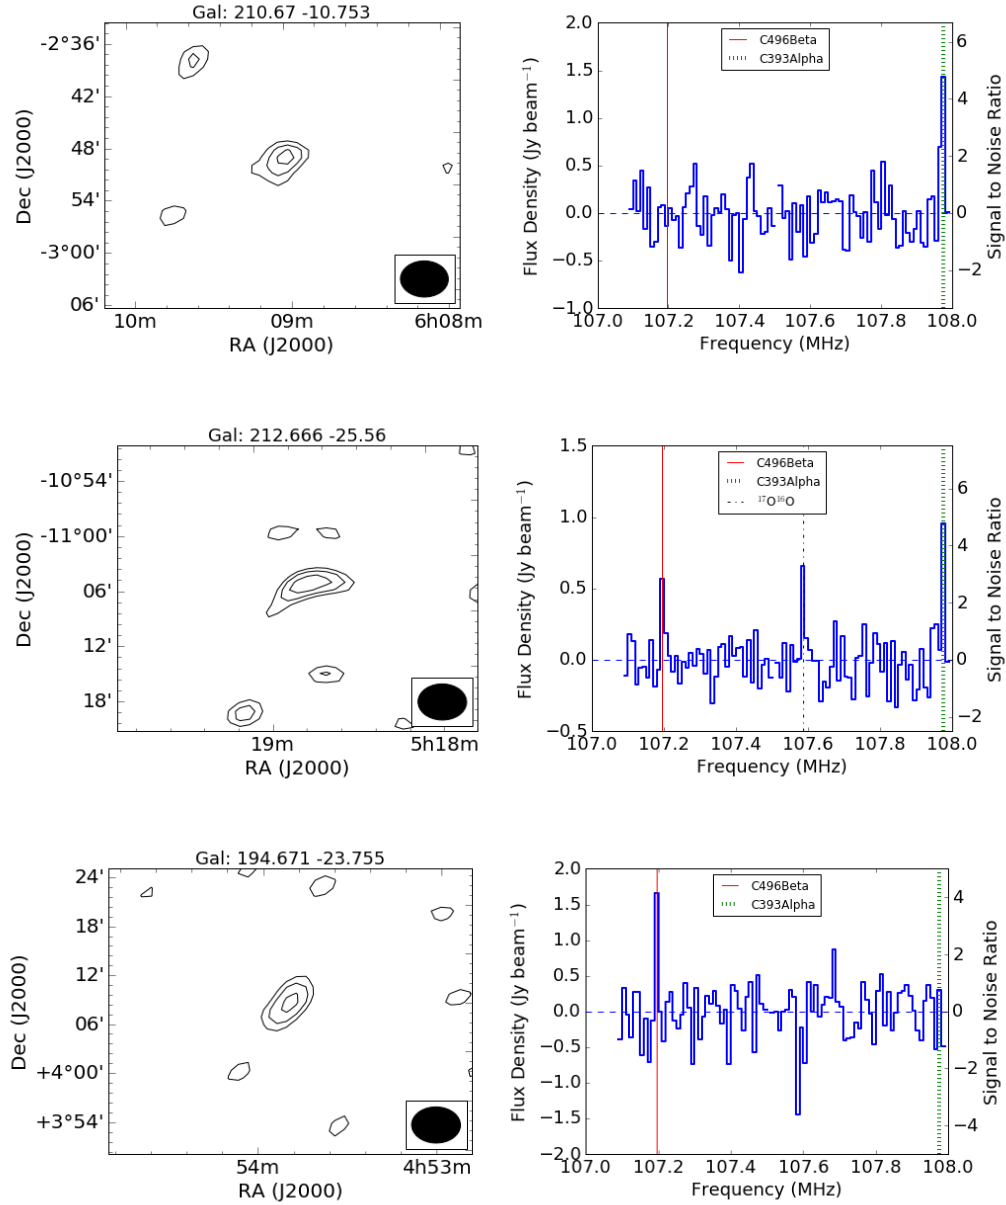 Gal: 210.67 -10.753
-2°36'
42'
48'
54'
-3°00'
06'
10m
09m
6h08m
RA (J2000)
Dec (J2000)
C496Beta
C393Alpha
2.0
1.5
1.0
0.5
0.0
−0.5
−1.0
6
4
2
0
−2
107.0
107.2
107.4
107.6
107.8
108.0
Frequency (MHz)
Flux Density (Jy beam⁻¹)
Signal to Noise Ratio
Gal: 212.666 -25.56
-10°54'
-11°00'
06'
12'
18'
19m
5h18m
RA (J2000)
Dec (J2000)
C496Beta
C393Alpha
¹⁷O¹⁶O
1.5
1.0
0.5
0.0
−0.5
6
4
2
0
−2
107.0
107.2
107.4
107.6
107.8
108.0
Frequency (MHz)
Flux Density (Jy beam⁻¹)
Signal to Noise Ratio
Gal: 194.671 -23.755
24'
18'
12'
06'
+4°00'
+3°54'
54m
4h53m
RA (J2000)
Dec (J2000)
C496Beta
C393Alpha
2.0
1.5
1.0
0.5
0.0
−0.5
−1.0
−1.5
−2.0
4
2
0
−2
−4
107.0
107.2
107.4
107.6
107.8
108.0
Frequency (MHz)
Flux Density (Jy beam⁻¹)
Signal to Noise Ratio